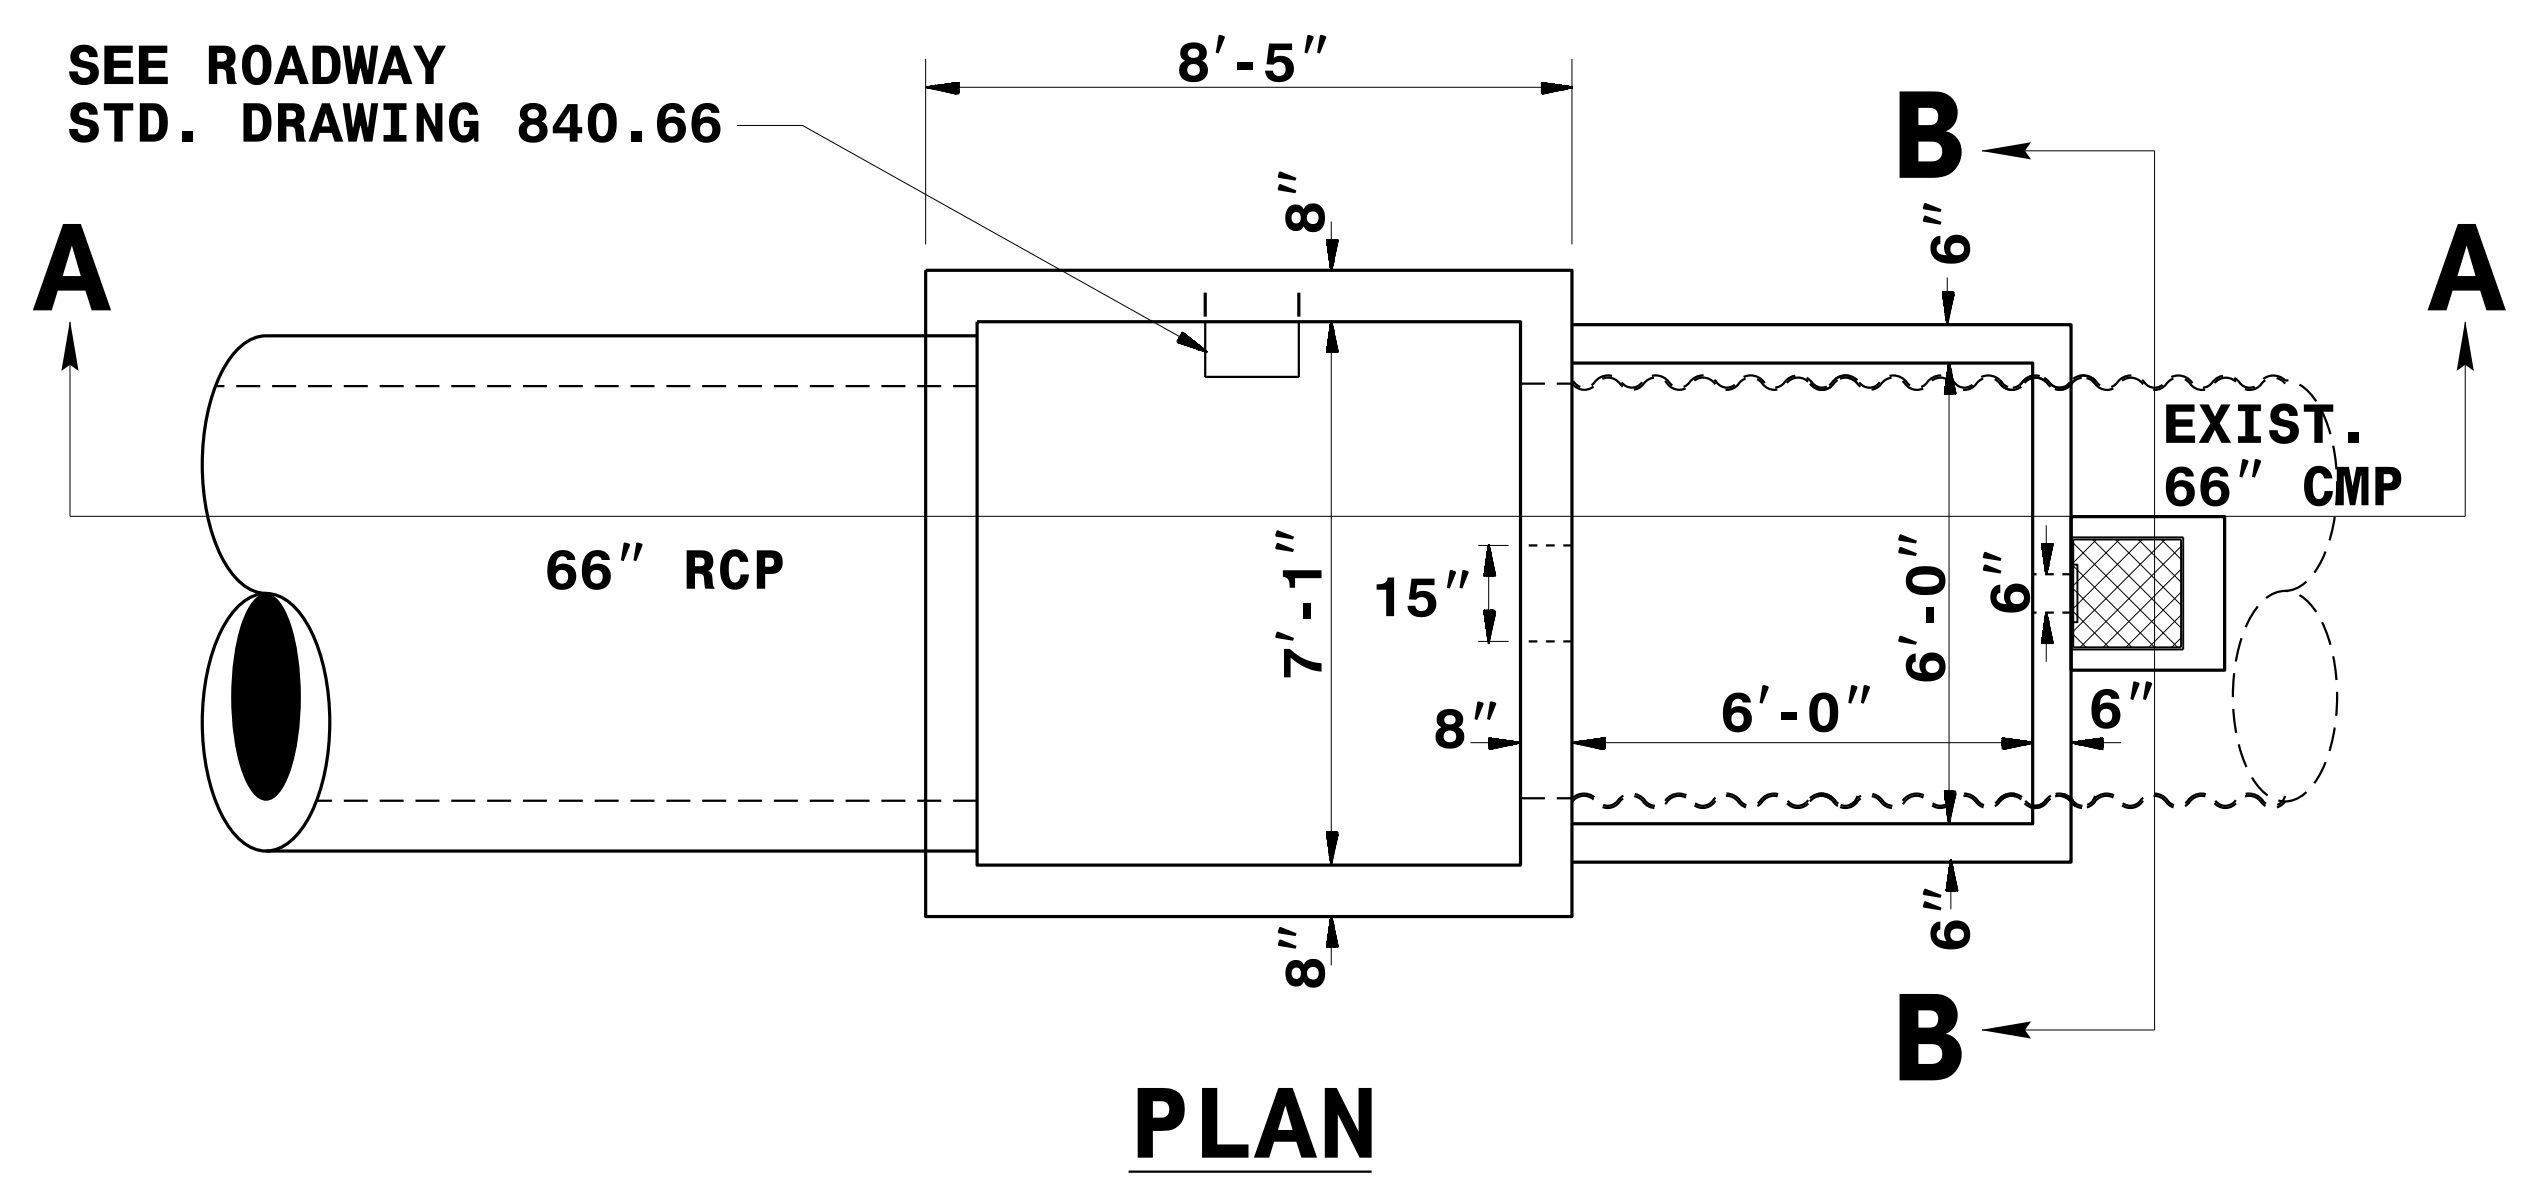 SEE ROADWAY
STD. DRAWING 840.66
8'-5"
B
8"
6"
A
A
EXIST.
66" CMP
66" RCP
7'-1"
15"
6'-0"
6"
8"
6'-0"
6"
8"
6"
B
PLAN